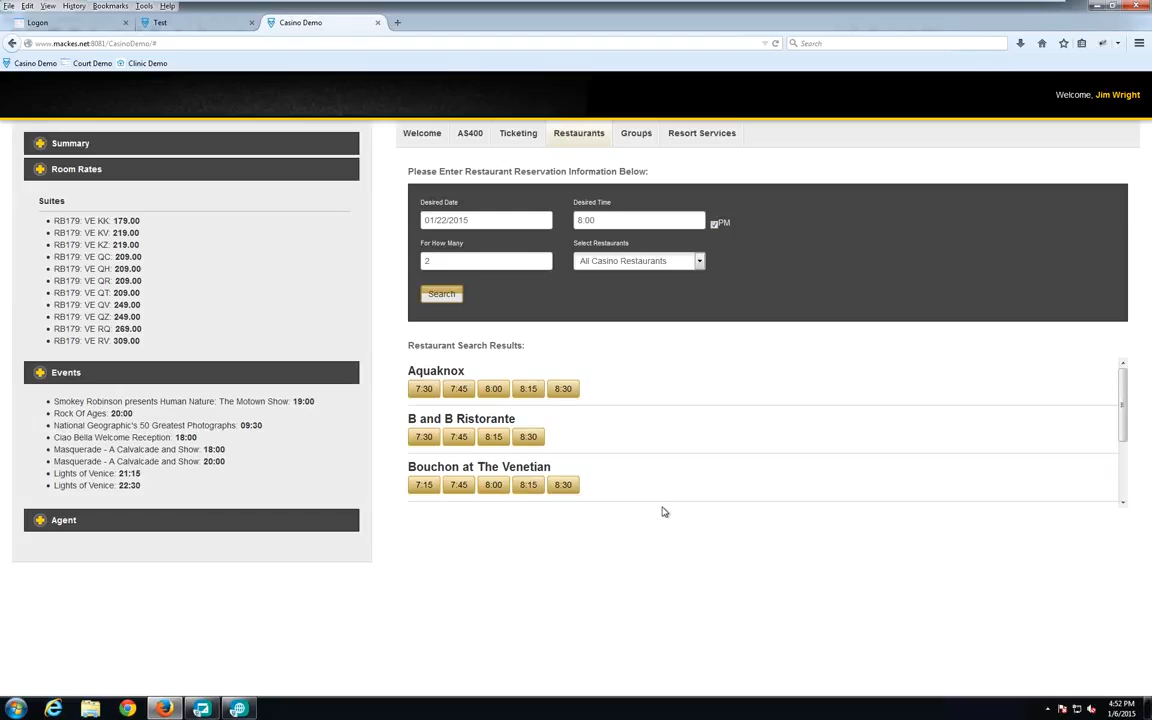 File Edit View History Bookmarks Tools Help
Logon Test Casino Demo
www.mackes.net:8081/CasinoDemo/# Search
Casino Demo Court Demo Clinic Demo
Welcome, Jim Wright
Summary
Room Rates
Suites
RB179: VE KK: 179.00
RB179: VE KV: 219.00
RB179: VE KZ: 219.00
RB179: VE QC: 209.00
RB179: VE QH: 209.00
RB179: VE QR: 209.00
RB179: VE QT: 209.00
RB179: VE QV: 249.00
RB179: VE QZ: 249.00
RB179: VE RQ: 269.00
RB179: VE RV: 309.00
Events
Smokey Robinson presents Human Nature: The Motown Show: 19:00
Rock Of Ages: 20:00
National Geographic's 50 Greatest Photographs: 09:30
Ciao Bella Welcome Reception: 18:00
Masquerade - A Calvalcade and Show: 18:00
Masquerade - A Calvalcade and Show: 20:00
Lights of Venice: 21:15
Lights of Venice: 22:30
Agent
Welcome AS400 Ticketing Restaurants Groups Resort Services
Please Enter Restaurant Reservation Information Below:
Desired Date Desired Time
01/22/2015 8:00 PM
For How Many Select Restaurants
2 All Casino Restaurants
Search
Restaurant Search Results:
Aquaknox
7:30 7:45 8:00 8:15 8:30
B and B Ristorante
7:30 7:45 8:15 8:30
Bouchon at The Venetian
7:15 7:45 8:00 8:15 8:30
4:52 PM
1/6/2015